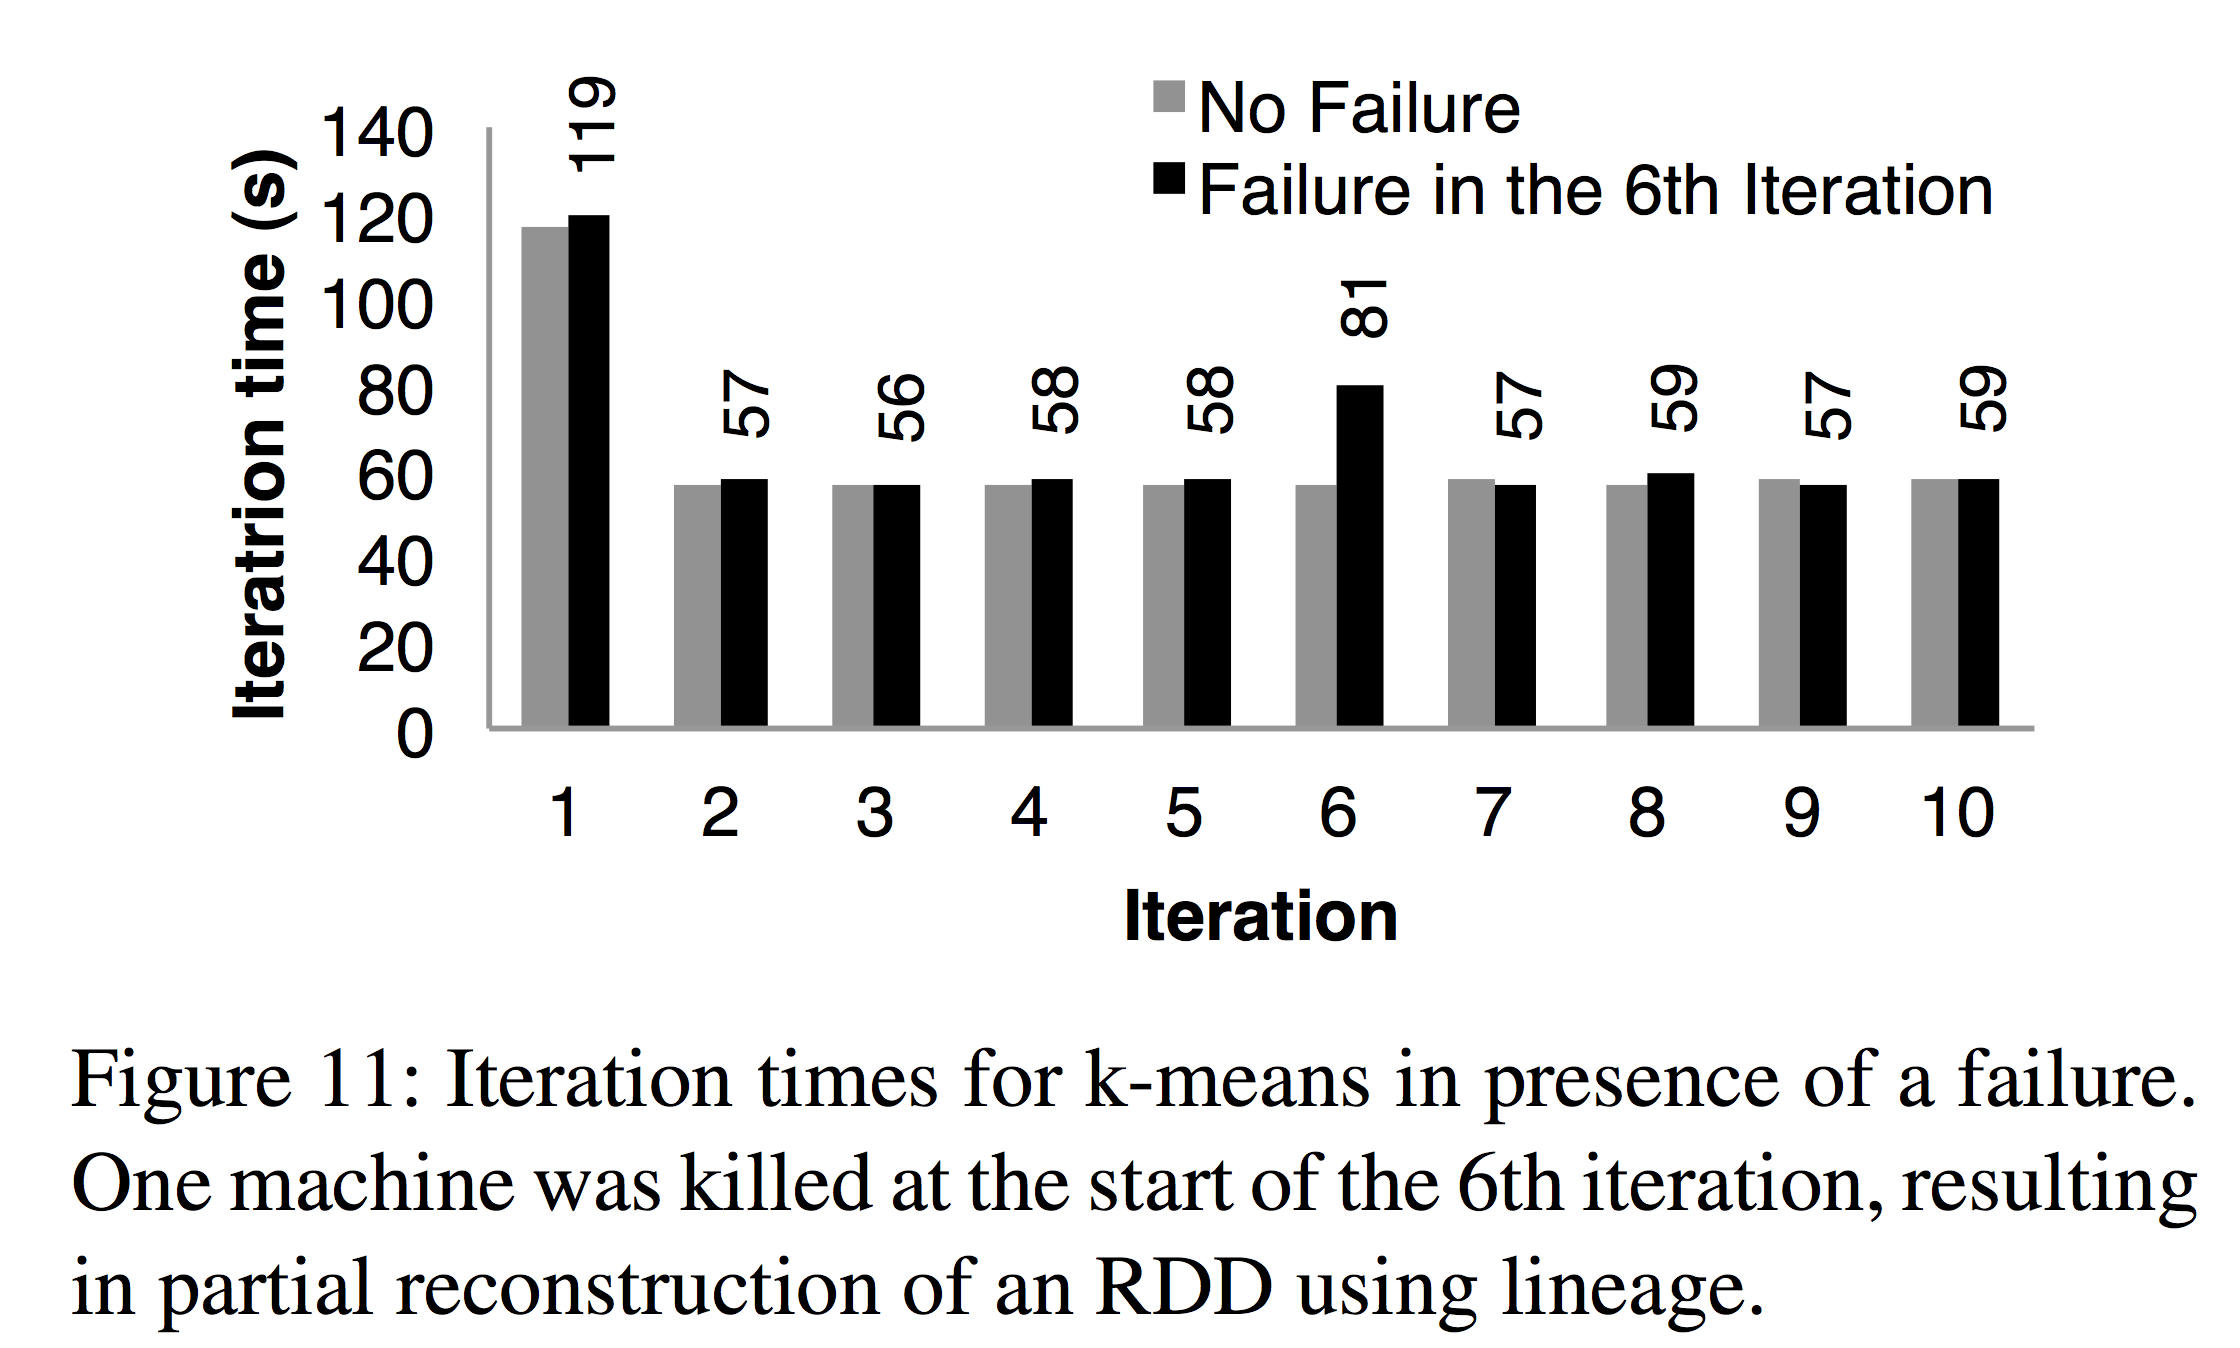 No Failure
Failure in the 6th Iteration
Iteratrion time (s)
140
120
100
80
60
40
20
0
119
57
56
58
58
81
57
59
57
59
1 2 3 4 5 6 7 8 9 10
Iteration
Figure 11: Iteration times for k-means in presence of a failure.
One machine was killed at the start of the 6th iteration, resulting
in partial reconstruction of an RDD using lineage.